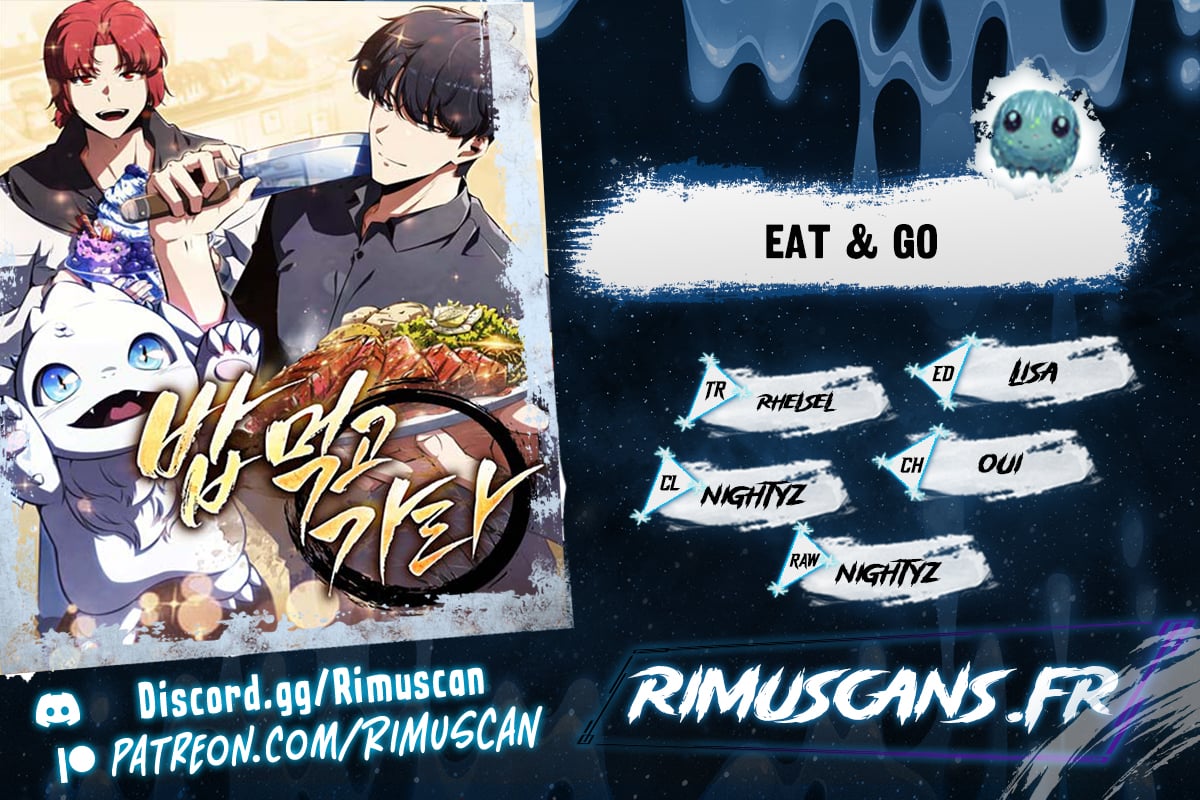 밥 먹고
가라
EAT & GO
TR
RHELSEL
ED
LISA
CL
NIGHTYZ
CH
OUI
RAW
NIGHTYZ
Discord.gg/Rimuscan
PATREON.COM/RIMUSCAN
RIMUSCANS.FR